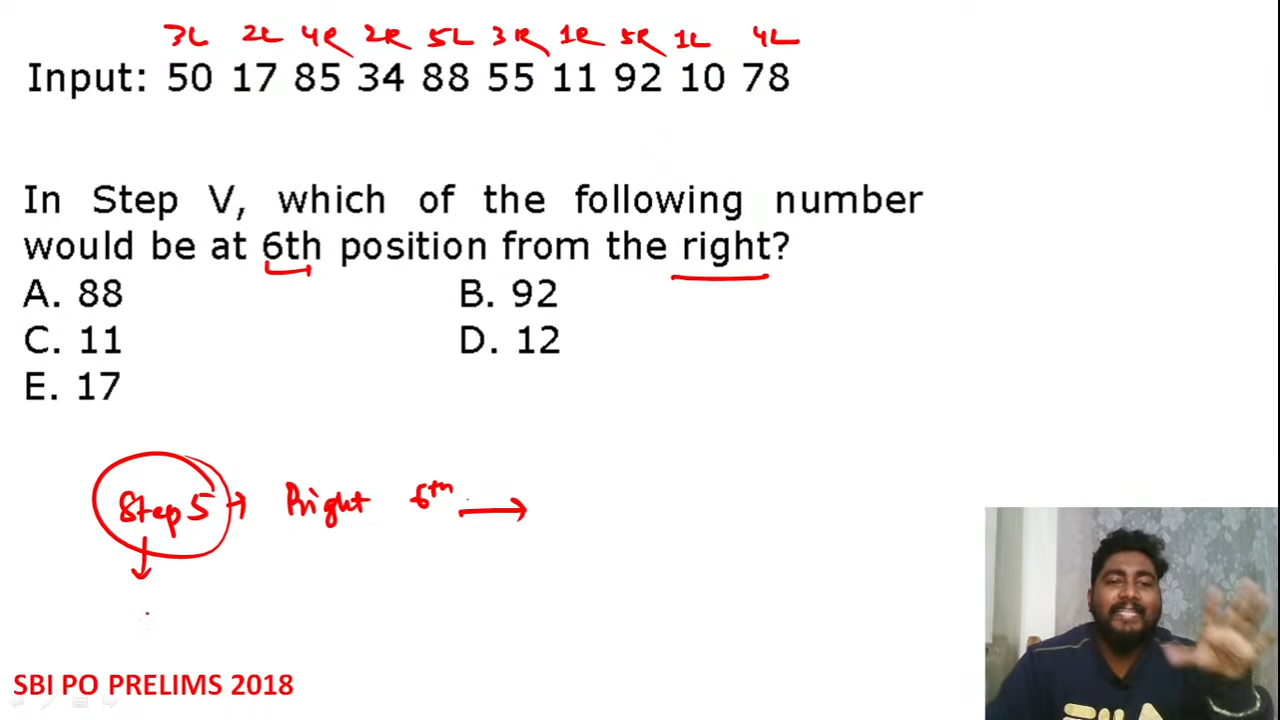 3L 2L 4R 2R 5L 3R 1R 5R 1L 4L
Input: 50 17 85 34 88 55 11 92 10 78
In Step V, which of the following number
would be at 6th position from the right?
A. 88 B. 92
C. 11 D. 12
E. 17
Step 5 → Right 6th →
SBI PO PRELIMS 2018